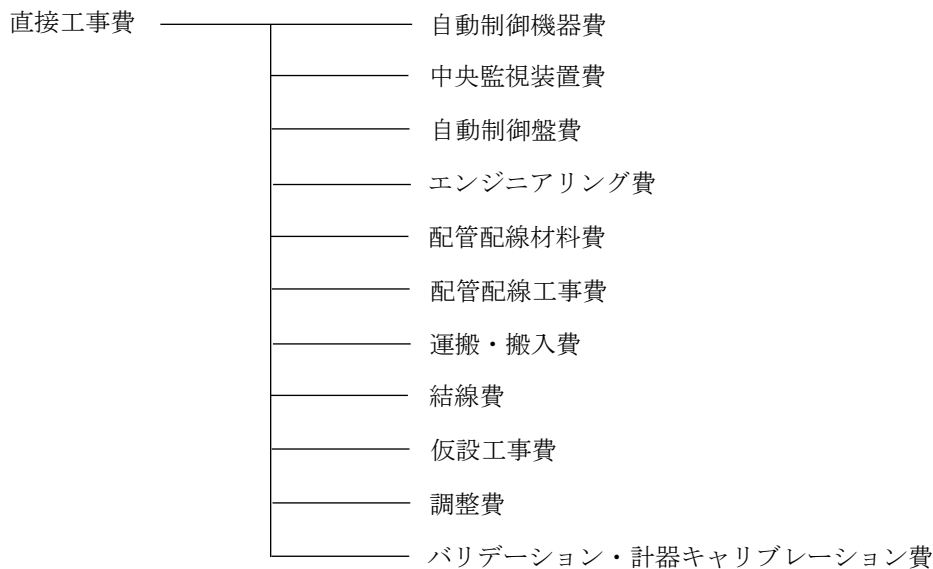 直接工事費
自動制御機器費
中央監視装置費
自動制御盤費
エンジニアリング費
配管配線材料費
配管配線工事費
運搬・搬入費
結線費
仮設工事費
調整費
バリデーション・計器キャリブレーション費